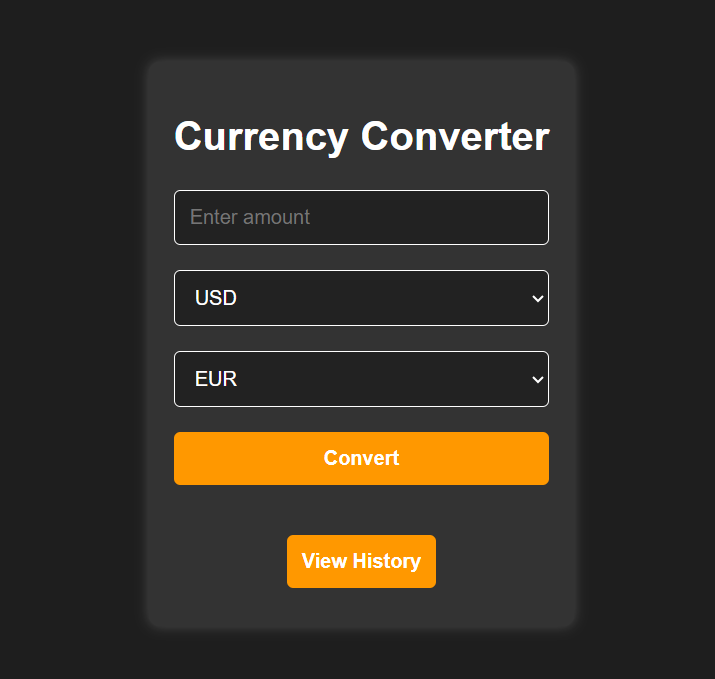 Currency Converter
Enter amount
USD
EUR
Convert
View History